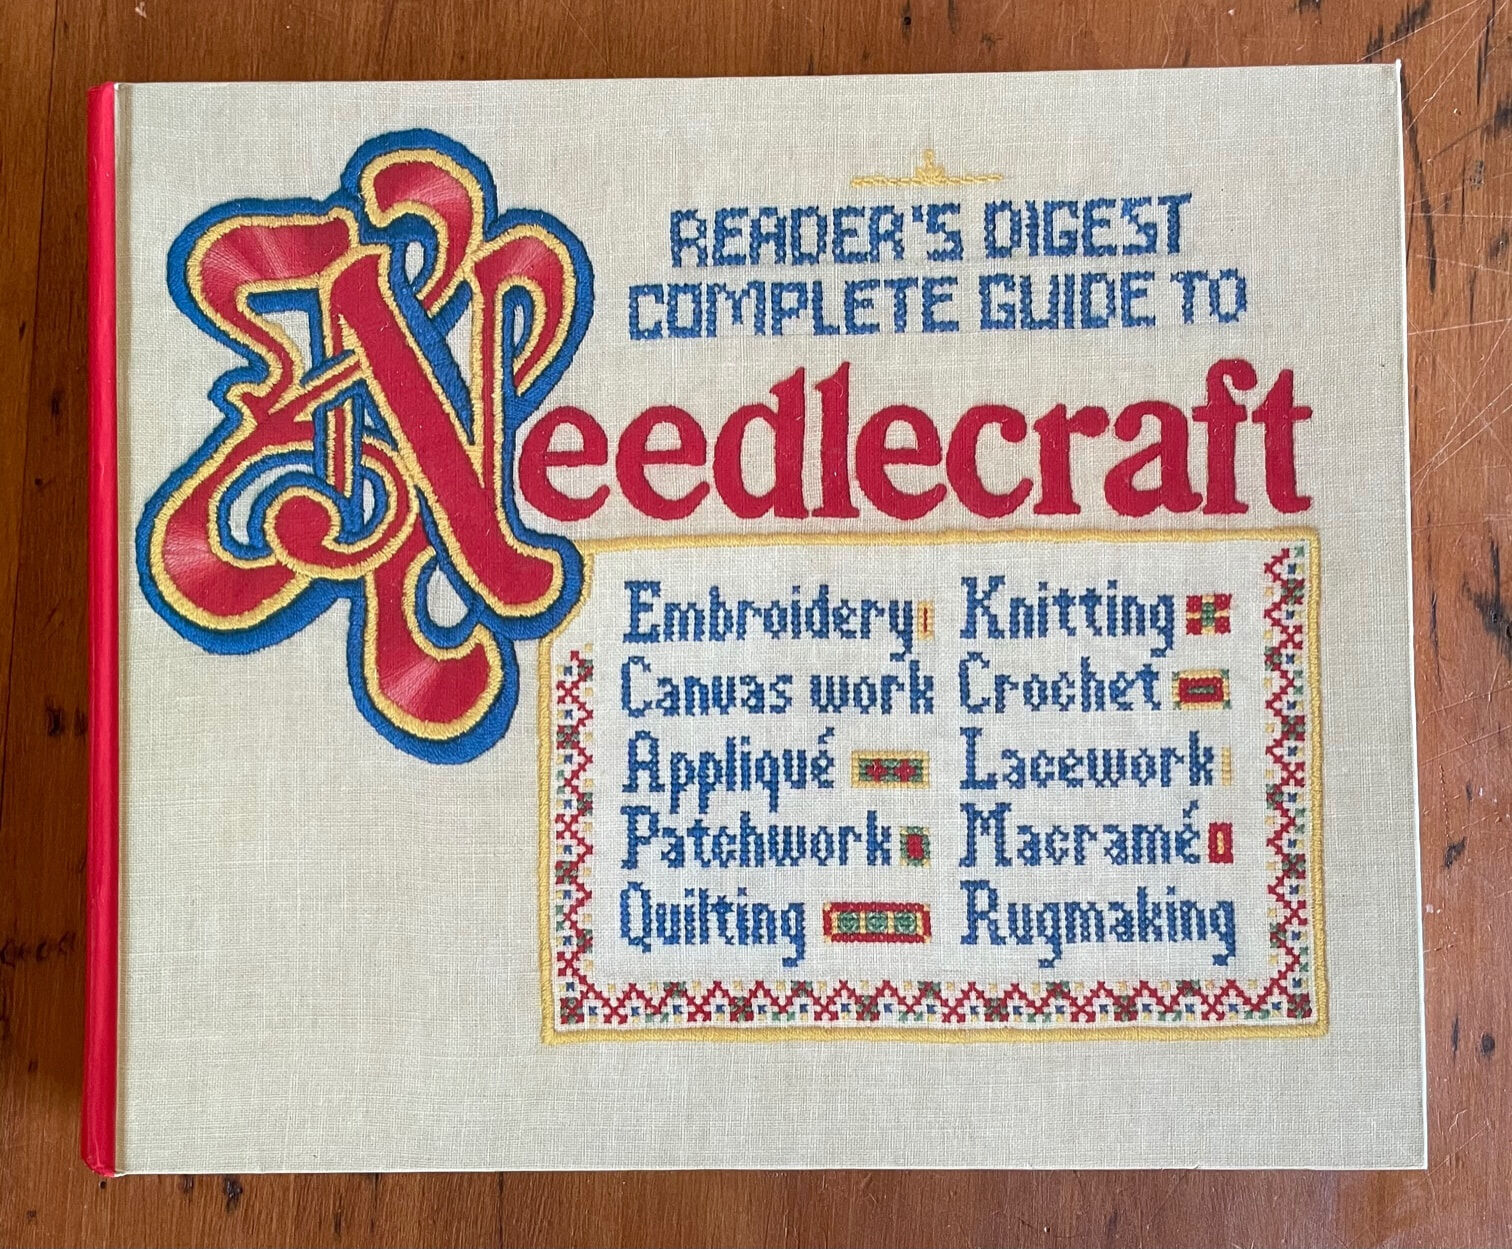 READER'S DIGEST
COMPLETE GUIDE TO
Needlecraft
Embroidery
Canvas work
Appliqué
Patchwork
Quilting
Knitting
Crochet
Lacework
Macramé
Rugmaking